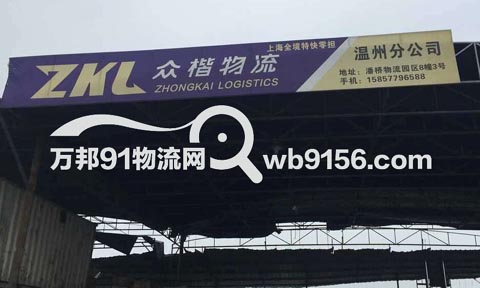 上海全境特快零担
ZKL 众楷物流
ZHONGKAI LOGISTICS
温州分公司
地址：潘桥物流园区8幢3号
手机：15857796588
万邦91物流网 wb9156.com